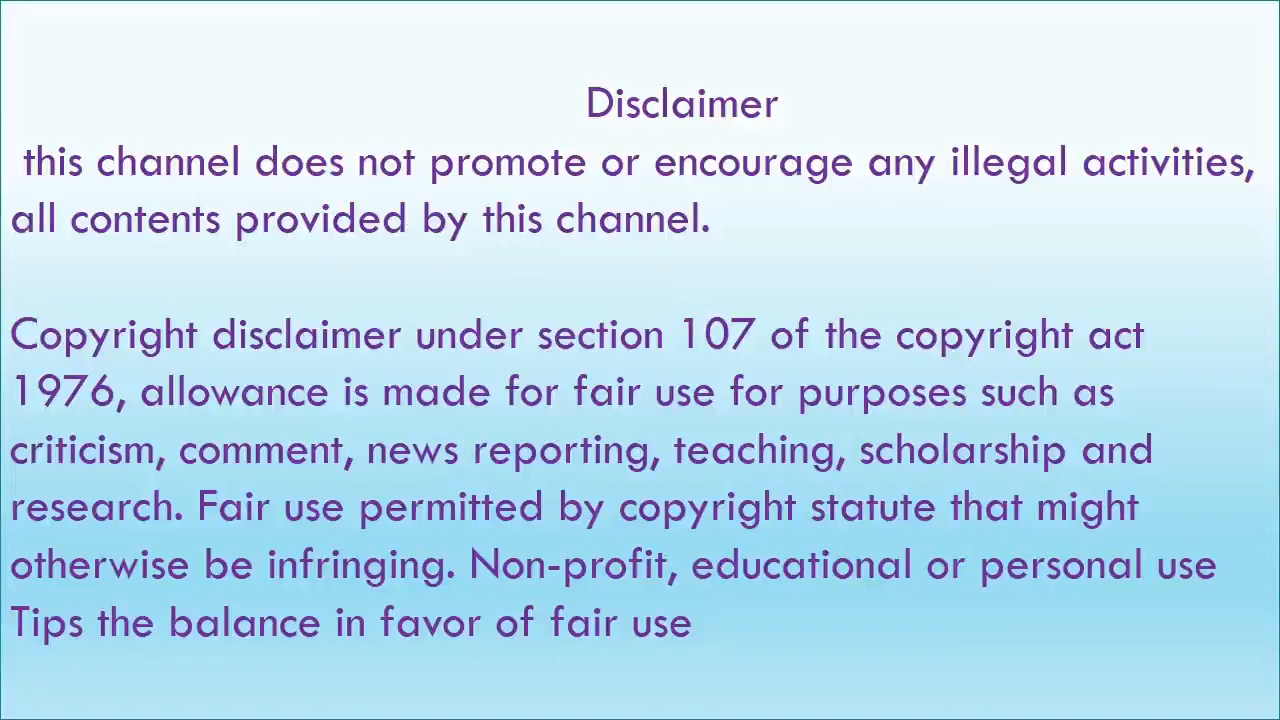 Disclaimer
this channel does not promote or encourage any illegal activities,
all contents provided by this channel.
Copyright disclaimer under section 107 of the copyright act
1976, allowance is made for fair use for purposes such as
criticism, comment, news reporting, teaching, scholarship and
research. Fair use permitted by copyright statute that might
otherwise be infringing. Non-profit, educational or personal use
Tips the balance in favor of fair use